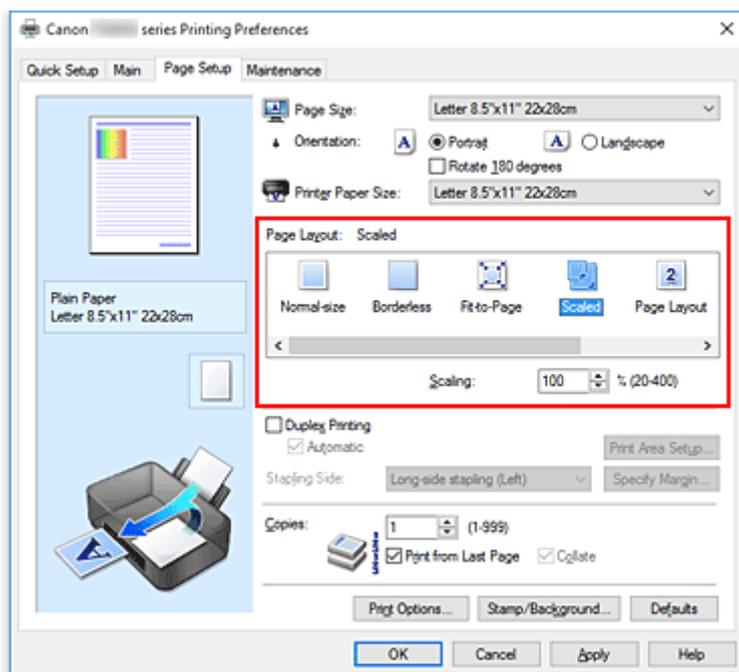 Canon series Printing Preferences
Quick Setup Main Page Setup Maintenance
Page Size: Letter 8.5"x11" 22x28cm
Orientation: A Portrait A Landscape
Rotate 180 degrees
Printer Paper Size: Letter 8.5"x11" 22x28cm
Page Layout: Scaled
Normal-size Borderless Fit-to-Page Scaled Page Layout
Plain Paper
Letter 8.5"x11" 22x28cm
Scaling: 100 % (20-400)
Duplex Printing
Automatic
Print Area Setup...
Stapling Side: Long-side stapling (Left) Specify Margin...
Copies: 1 (1-999)
Print from Last Page Collate
Print Options... Stamp/Background... Defaults
OK Cancel Apply Help